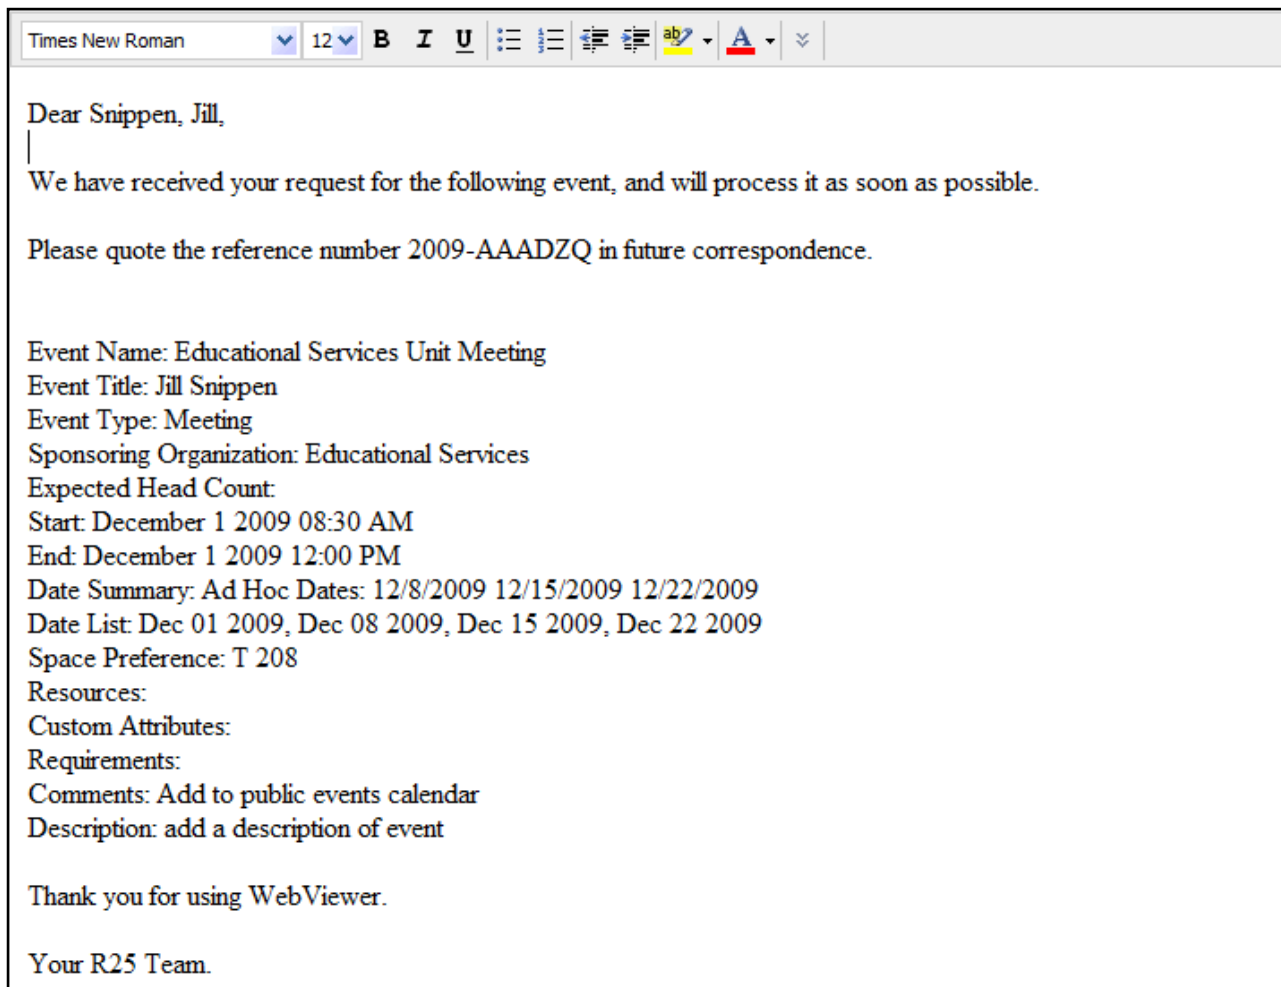 Times New Roman 12 B I U ab A
Dear Snippen, Jill,
We have received your request for the following event, and will process it as soon as possible.
Please quote the reference number 2009-AAADZQ in future correspondence.
Event Name: Educational Services Unit Meeting
Event Title: Jill Snippen
Event Type: Meeting
Sponsoring Organization: Educational Services
Expected Head Count:
Start: December 1 2009 08:30 AM
End: December 1 2009 12:00 PM
Date Summary: Ad Hoc Dates: 12/8/2009 12/15/2009 12/22/2009
Date List: Dec 01 2009, Dec 08 2009, Dec 15 2009, Dec 22 2009
Space Preference: T 208
Resources:
Custom Attributes:
Requirements:
Comments: Add to public events calendar
Description: add a description of event
Thank you for using WebViewer.
Your R25 Team.